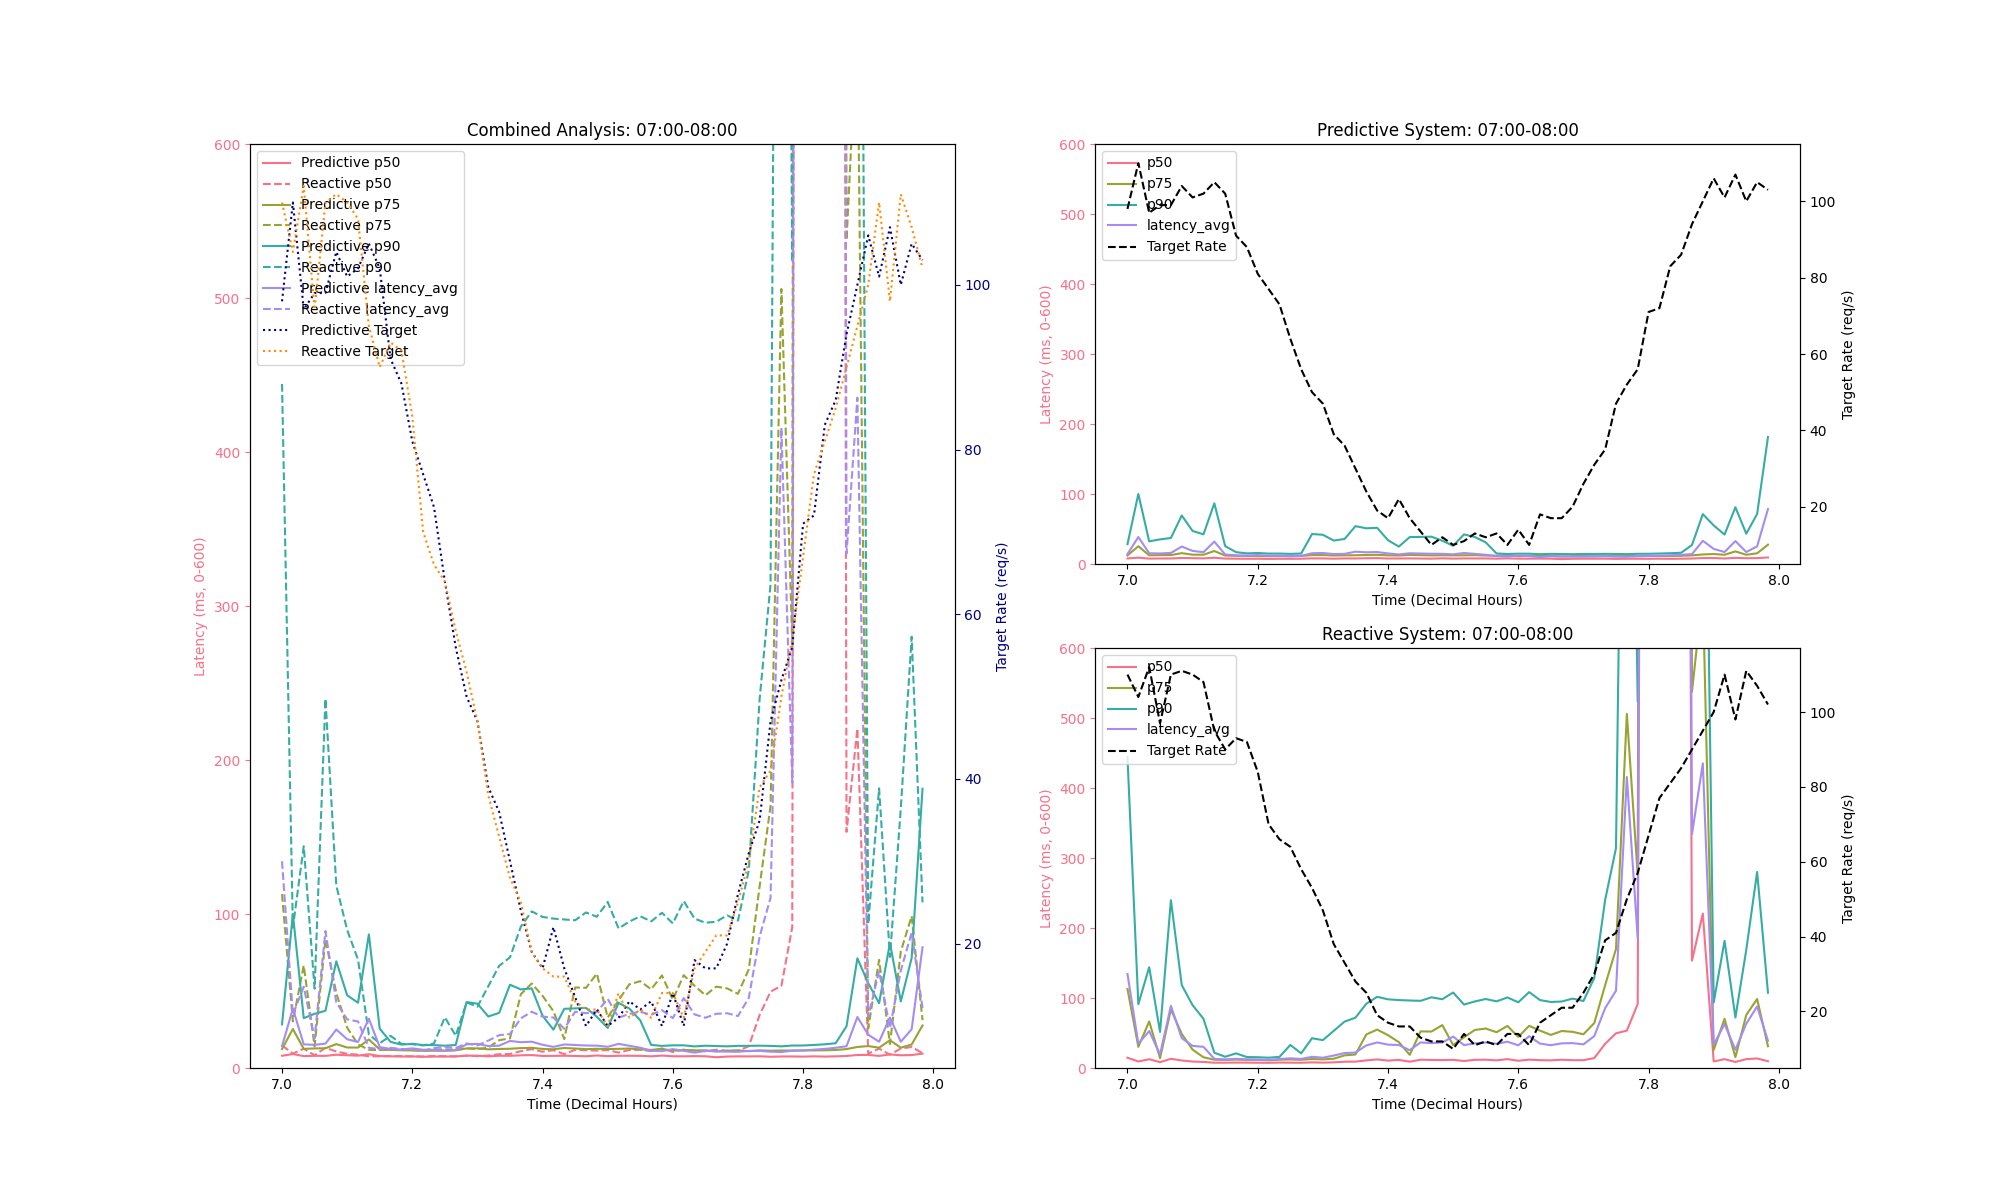 Combined Analysis: 07:00-08:00
Latency (ms, 0-600)
600
500
400
300
200
100
0
Predictive p50
Reactive p50
Predictive p75
Reactive p75
Predictive p90
Reactive p90
Predictive latency_avg
Reactive latency_avg
Predictive Target
Reactive Target
100
80
60
40
20
Target Rate (req/s)
7.0 7.2 7.4 7.6 7.8 8.0
Time (Decimal Hours)
Predictive System: 07:00-08:00
Latency (ms, 0-600)
600
500
400
300
200
100
0
p50
p75
p90
latency_avg
Target Rate
100
80
60
40
20
Target Rate (req/s)
7.0 7.2 7.4 7.6 7.8 8.0
Time (Decimal Hours)
Reactive System: 07:00-08:00
Latency (ms, 0-600)
600
500
400
300
200
100
0
p50
p75
p90
latency_avg
Target Rate
100
80
60
40
20
Target Rate (req/s)
7.0 7.2 7.4 7.6 7.8 8.0
Time (Decimal Hours)